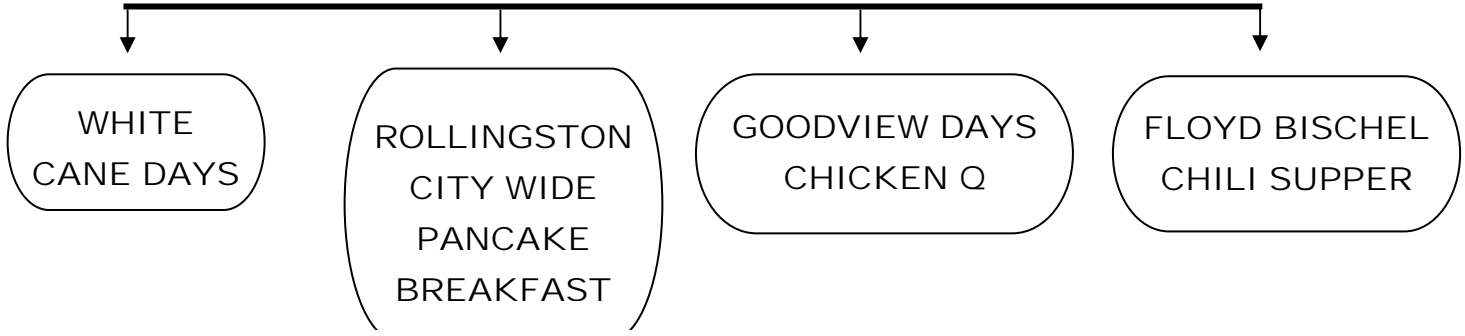 WHITE
CANE DAYS
ROLLINGSTON
CITY WIDE
PANCAKE
BREAKFAST
GOODVIEW DAYS
CHICKEN Q
FLOYD BISCHEL
CHILI SUPPER